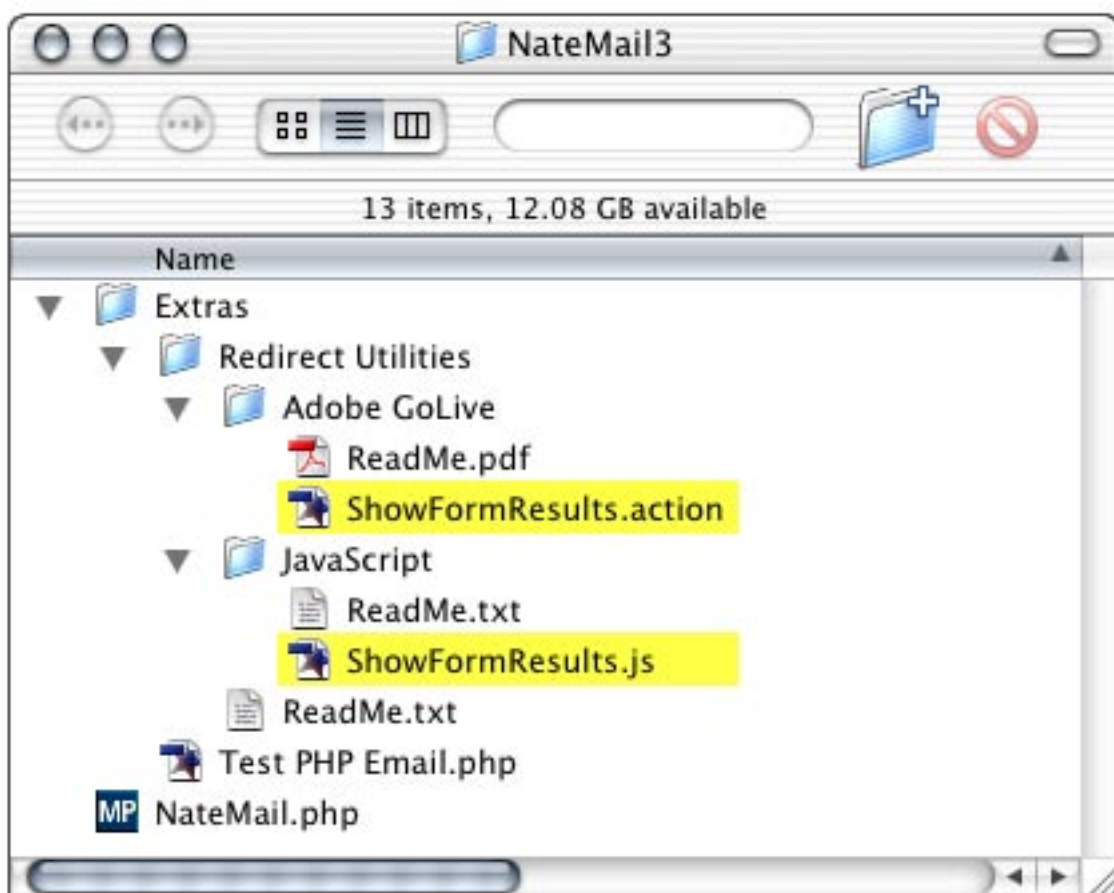 NateMail3
13 items, 12.08 GB available
Name
Extras
Redirect Utilities
Adobe GoLive
ReadMe.pdf
ShowFormResults.action
JavaScript
ReadMe.txt
ShowFormResults.js
ReadMe.txt
Test PHP Email.php
MP NateMail.php